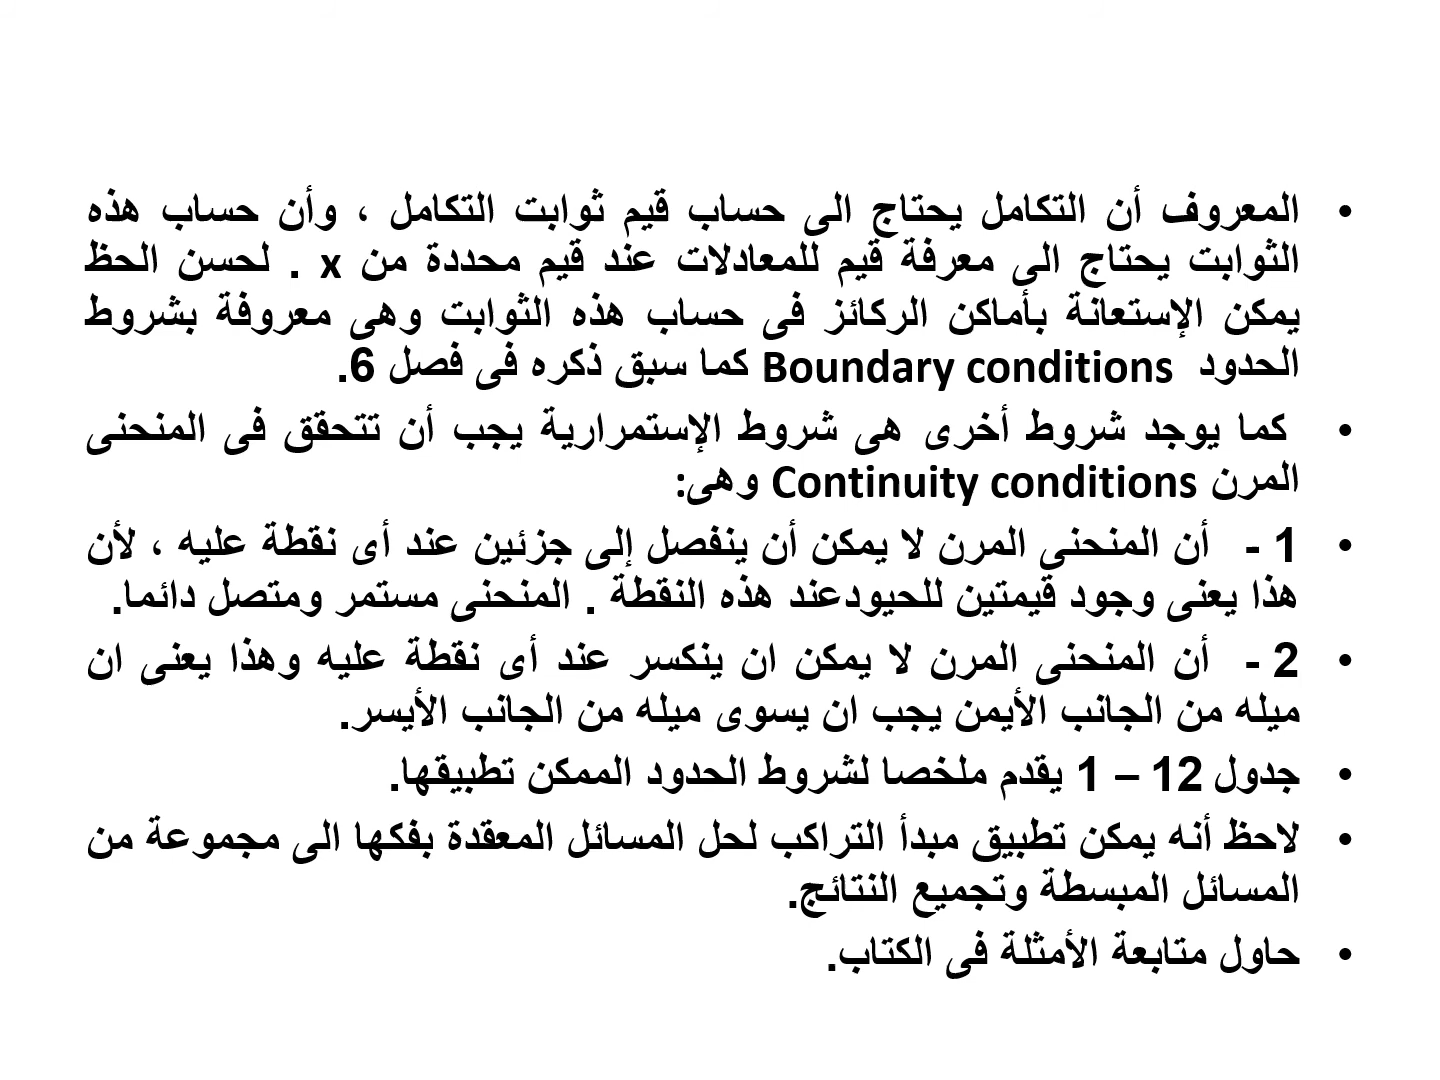 • المعروف أن التكامل يحتاج الى حساب قيم ثوابت التكامل ، وأن حساب هذه
الثوابت يحتاج الى معرفة قيم للمعادلات عند قيم محددة من x . لحسن الحظ
يمكن الإستعانة بأماكن الركائز فى حساب هذه الثوابت وهى معروفة بشروط
الحدود Boundary conditions كما سبق ذكره فى فصل 6.
• كما يوجد شروط أخرى هى شروط الإستمرارية يجب أن تتحقق فى المنحنى
المرن Continuity conditions وهى:
• 1 - أن المنحنى المرن لا يمكن أن ينفصل إلى جزئين عند أى نقطة عليه ، لأن
هذا يعنى وجود قيمتين للحيودعند هذه النقطة . المنحنى مستمر ومتصل دائما.
• 2 - أن المنحنى المرن لا يمكن ان ينكسر عند أى نقطة عليه وهذا يعنى ان
ميله من الجانب الأيمن يجب ان يسوى ميله من الجانب الأيسر.
• جدول 12 – 1 يقدم ملخصا لشروط الحدود الممكن تطبيقها.
• لاحظ أنه يمكن تطبيق مبدأ التراكب لحل المسائل المعقدة بفكها الى مجموعة من
المسائل المبسطة وتجميع النتائج.
• حاول متابعة الأمثلة فى الكتاب.